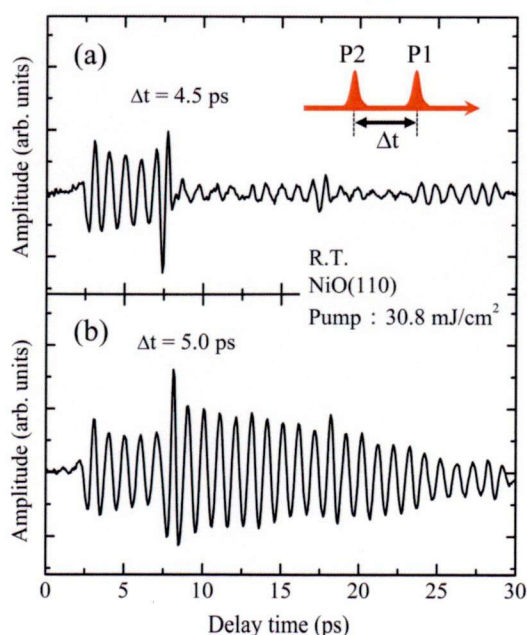 (a)
P2 P1
Δt = 4.5 ps
Δt
Amplitude (arb. units)
R.T.
NiO(110)
Pump : 30.8 mJ/cm²
(b)
Δt = 5.0 ps
Amplitude (arb. units)
0 5 10 15 20 25 30
Delay time (ps)